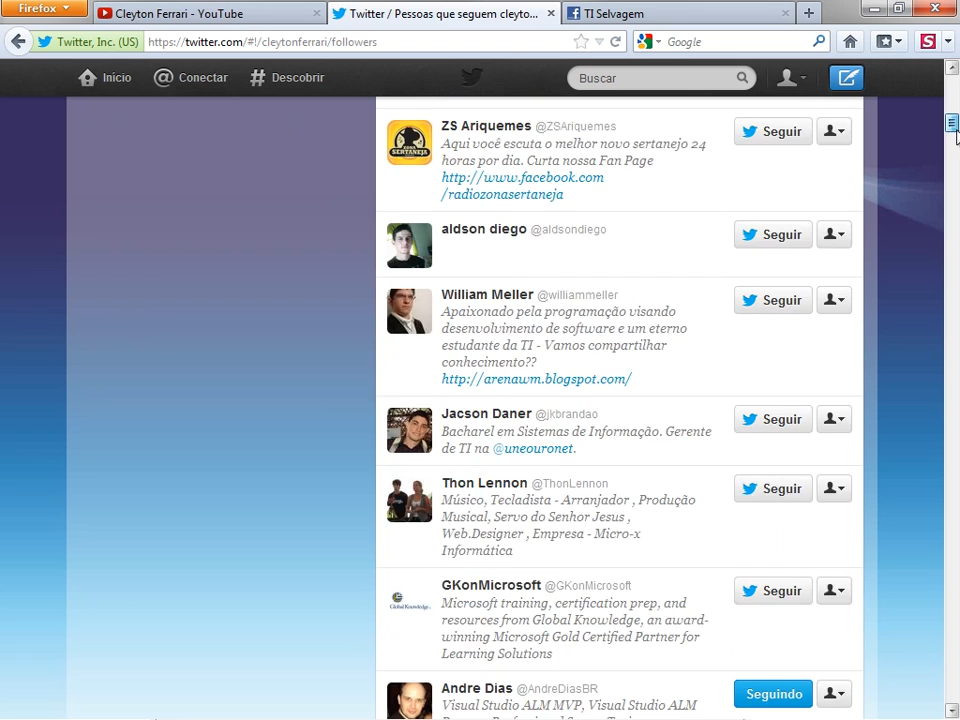 Firefox
Cleyton Ferrari - YouTube
Twitter / Pessoas que seguem cleyto...
TI Selvagem
Twitter, Inc. (US)
https://twitter.com/#!/cleytonferrari/followers
Google
Início
Conectar
Descobrir
Buscar
ZS Ariquemes @ZSAriquemes
Aqui você escuta o melhor novo sertanejo 24
horas por dia. Curta nossa Fan Page
http://www.facebook.com
/radiozonasertaneja
Seguir
aldson diego @aldsondiego
Seguir
William Meller @williammeller
Apaixonado pela programação visando
desenvolvimento de software e um eterno
estudante da TI - Vamos compartilhar
conhecimento??
http://arenawm.blogspot.com/
Seguir
Jacson Daner @jkbrandao
Bacharel em Sistemas de Informação. Gerente
de TI na @uneouronet.
Seguir
Thon Lennon @ThonLennon
Músico, Tecladista - Arranjador , Produção
Musical, Servo do Senhor Jesus ,
Web.Designer , Empresa - Micro-x
Informática
Seguir
GKonMicrosoft @GKonMicrosoft
Microsoft training, certification prep, and
resources from Global Knowledge, an award-
winning Microsoft Gold Certified Partner for
Learning Solutions
Seguir
Global Knowledge
Andre Dias @AndreDiasBR
Visual Studio ALM MVP, Visual Studio ALM
Seguindo